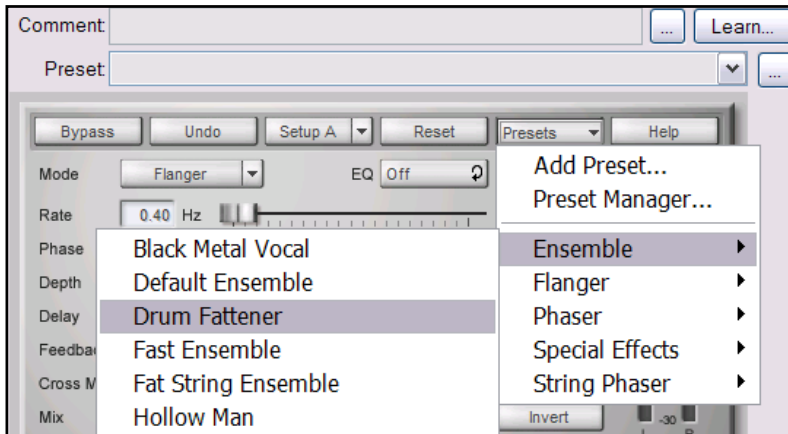 Comment:
... Learn...
Preset:
...
Bypass Undo Setup A Reset Presets Help
Mode Flanger EQ Off
Rate 0.40 Hz
Phase
Depth
Delay
Feedbac
Cross M
Mix
Add Preset...
Preset Manager...
Ensemble
Flanger
Phaser
Special Effects
String Phaser
Black Metal Vocal
Default Ensemble
Drum Fattener
Fast Ensemble
Fat String Ensemble
Hollow Man
Invert -30